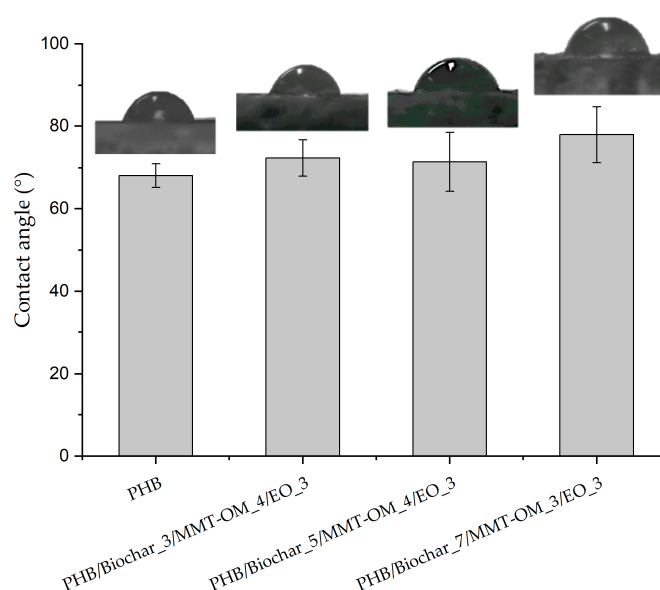 100
80
60
40
20
0
Contact angle (°)
PHB
PHB/Biochar_3/MMT-OM_4/EO_3
PHB/Biochar_5/MMT-OM_4/EO_3
PHB/Biochar_7/MMT-OM_3/EO_3